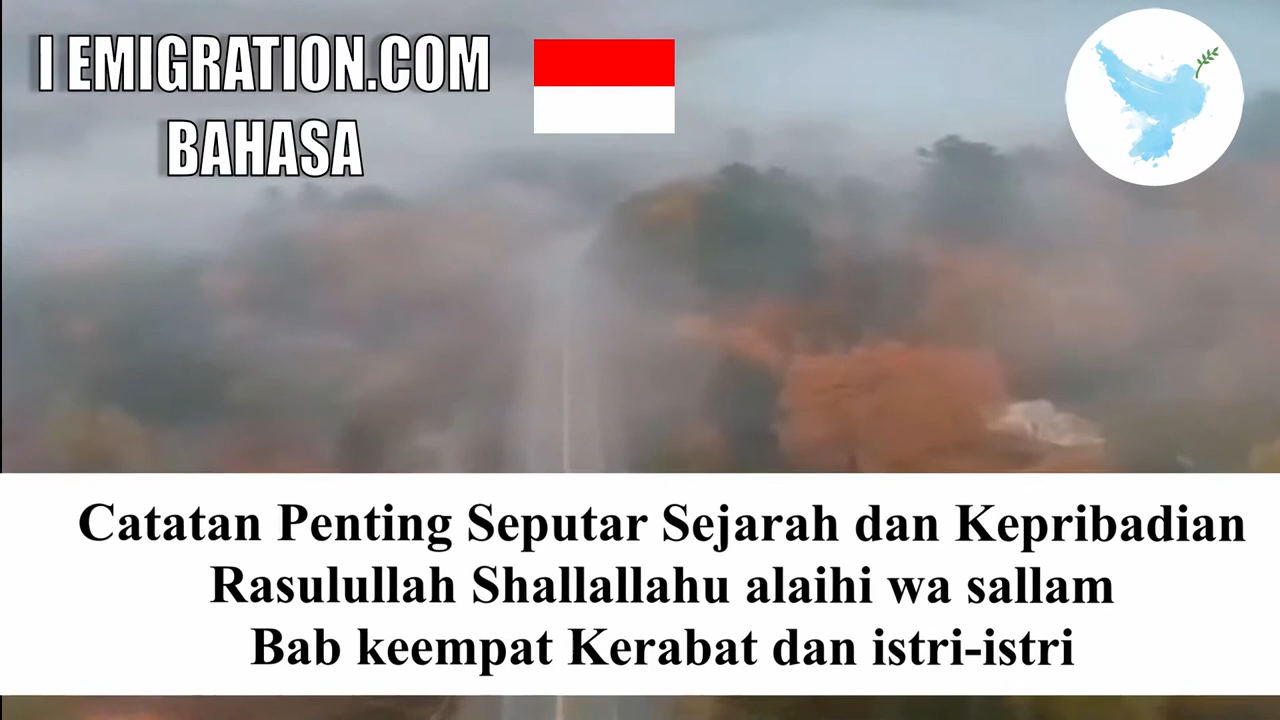 I EMIGRATION.COM
BAHASA
Catatan Penting Seputar Sejarah dan Kepribadian
Rasulullah Shallallahu alaihi wa sallam
Bab keempat Kerabat dan istri-istri